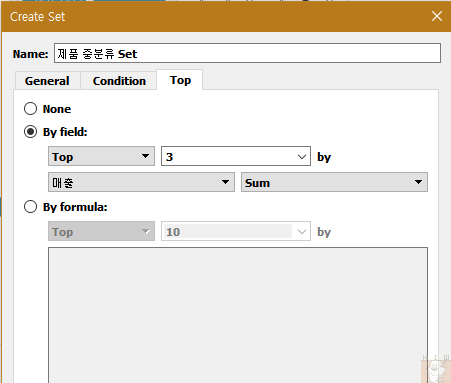 Create Set
Name: 제품 중분류 Set
General Condition Top
None
By field:
Top 3 by
매출 Sum
By formula:
Top 10 by